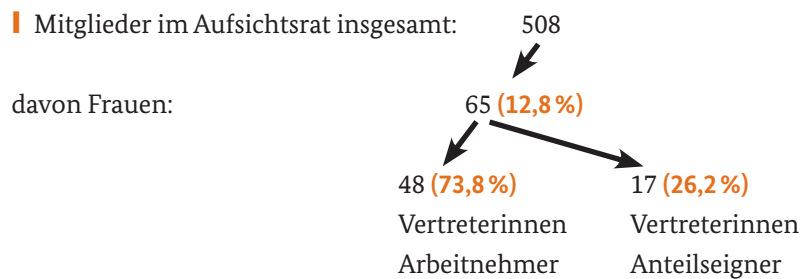 Mitglieder im Aufsichtsrat insgesamt: 508
davon Frauen: 65 (12,8 %)
48 (73,8 %) 17 (26,2 %)
Vertreterinnen Vertreterinnen
Arbeitnehmer Anteilseigner